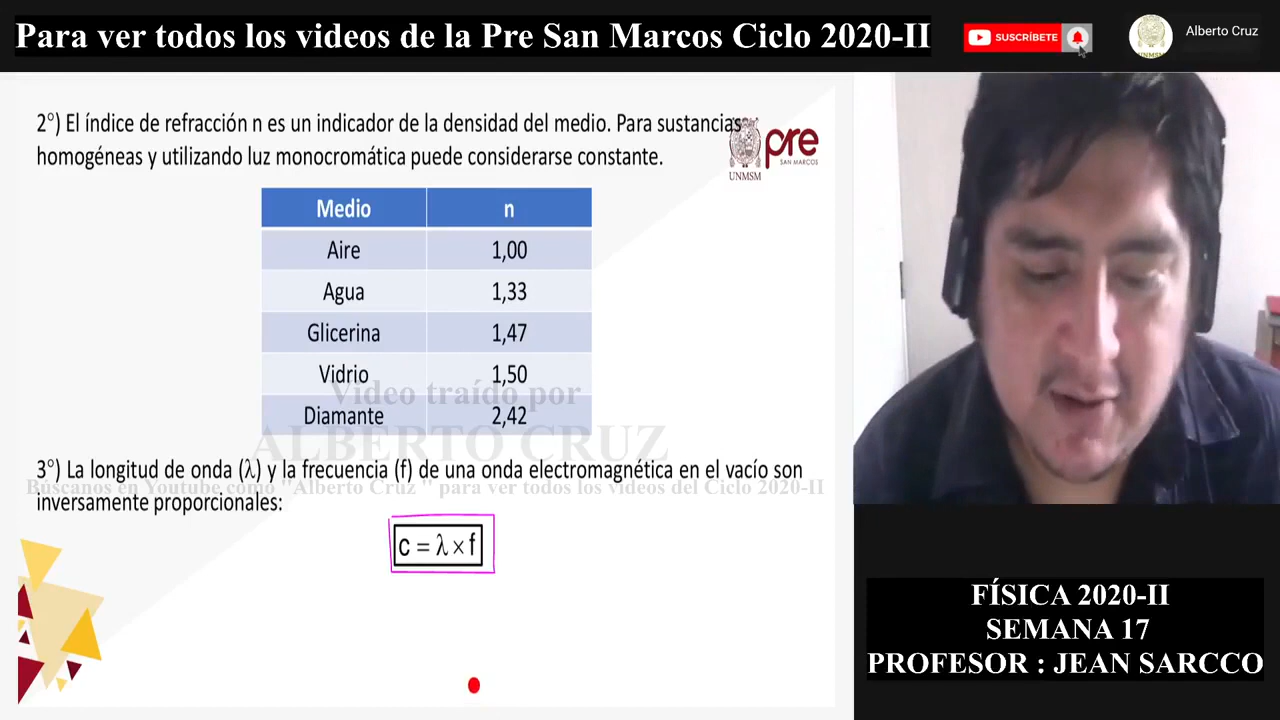 Para ver todos los videos de la Pre San Marcos Ciclo 2020-II
SUSCRÍBETE
Alberto Cruz
2°) El índice de refracción n es un indicador de la densidad del medio. Para sustancias
homogéneas y utilizando luz monocromática puede considerarse constante.
UNMSM
pre
SAN MARCOS
Medio n
Aire 1,00
Agua 1,33
Glicerina 1,47
Vidrio 1,50
Diamante 2,42
Video traído por
ALBERTO CRUZ
3°) La longitud de onda (λ) y la frecuencia (f) de una onda electromagnética en el vacío son
Búscanos en Youtube como "Alberto Cruz " para ver todos los videos del Ciclo 2020-II
inversamente proporcionales:
c = λ × f
FÍSICA 2020-II
SEMANA 17
PROFESOR : JEAN SARCCO